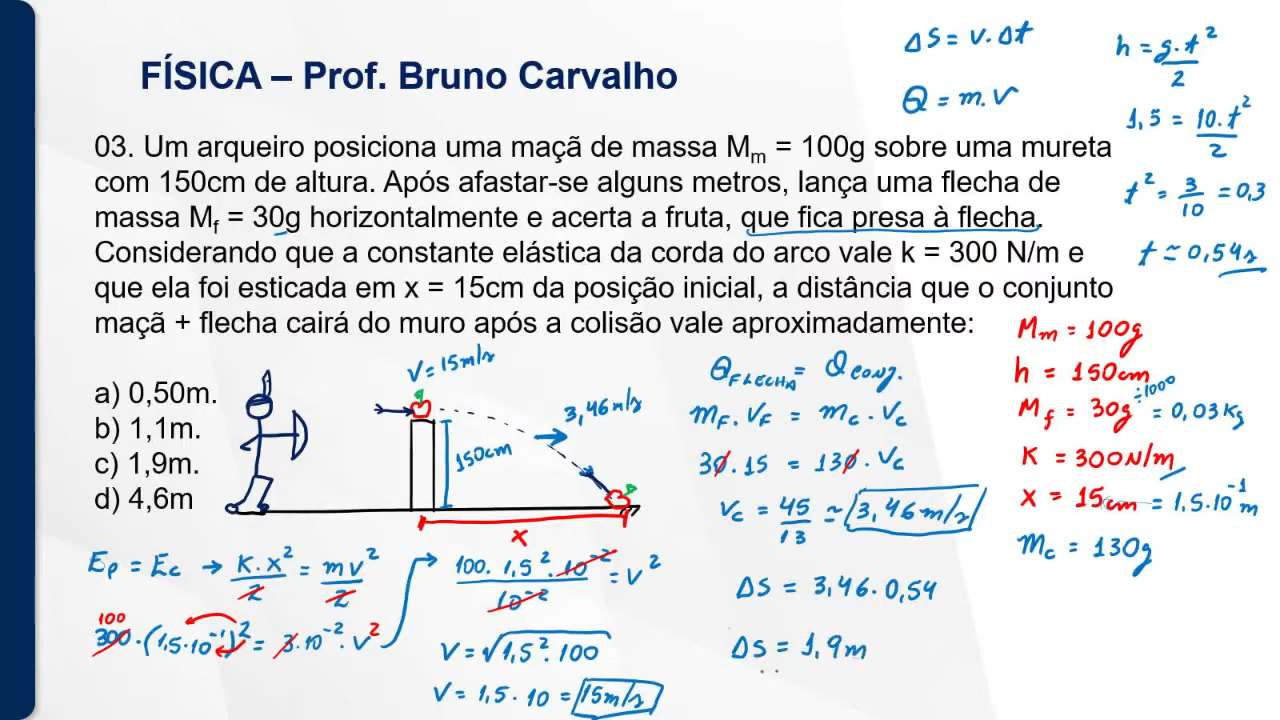 FÍSICA – Prof. Bruno Carvalho
ΔS = V.Δt
Q = m.V
h = g.t²/2
1,5 = 10.t²/2
t² = 3/10 = 0,3
t ≃ 0,54s
03. Um arqueiro posiciona uma maçã de massa Mm = 100g sobre uma mureta
com 150cm de altura. Após afastar-se alguns metros, lança uma flecha de
massa Mf = 30g horizontalmente e acerta a fruta, que fica presa à flecha.
Considerando que a constante elástica da corda do arco vale k = 300 N/m e
que ela foi esticada em x = 15cm da posição inicial, a distância que o conjunto
maçã + flecha cairá do muro após a colisão vale aproximadamente:
a) 0,50m.
b) 1,1m.
c) 1,9m.
d) 4,6m
V = 15m/s
3,46m/s
150cm
x
QFLECHA = QCONJ.
mF.VF = mC.VC
30.15 = 130.VC
VC = 45/13 ≃ 3,46m/s
ΔS = 3,46.0,54
ΔS = 1,9m
Mm = 100g
h = 150cm
÷1000
Mf = 30g = 0,03Kg
K = 300N/m
x = 15cm = 1,5.10⁻¹m
mC = 130g
Ep = Ec → K.x²/2 = mV²/2
100
300.(1,5.10⁻¹)² = 3.10⁻².V²
100.1,5².10⁻²/10⁻² = V²
V = √1,5².100
V = 1,5.10 = 15m/s